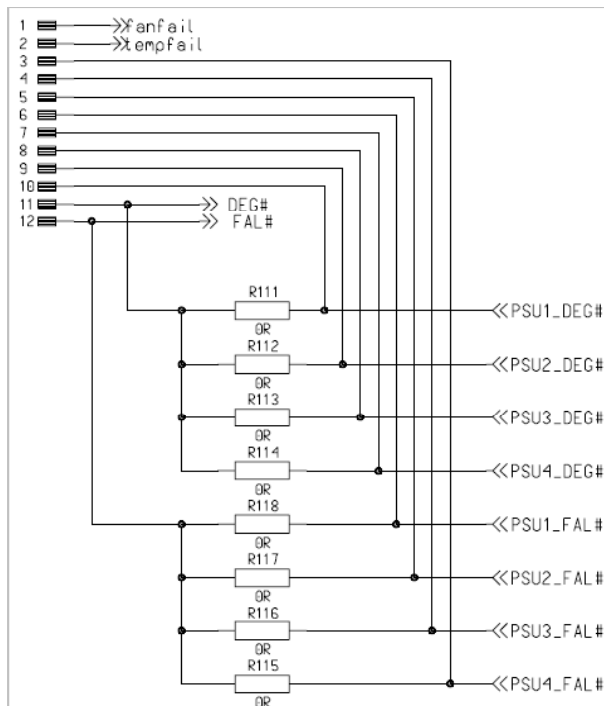 1 fanfail
2 tempfail
3
4
5
6
7
8
9
10
11 DEG#
12 FAL#
R111
0R PSU1_DEG#
R112
0R PSU2_DEG#
R113
0R PSU3_DEG#
R114
0R PSU4_DEG#
R118
0R PSU1_FAL#
R117
0R PSU2_FAL#
R116
0R PSU3_FAL#
R115
0R PSU4_FAL#